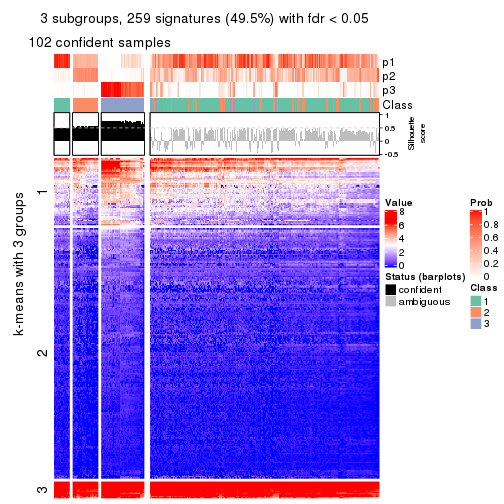 3 subgroups, 259 signatures (49.5%) with fdr < 0.05
102 confident samples
p1
p2
p3
Class
1
0.5
0
-0.5
Silhouette
score
k-means with 3 groups
1
2
3
Value
8
6
4
2
0
Status (barplots)
confident
ambiguous
Prob
1
0.8
0.6
0.4
0.2
0
Class
1
2
3